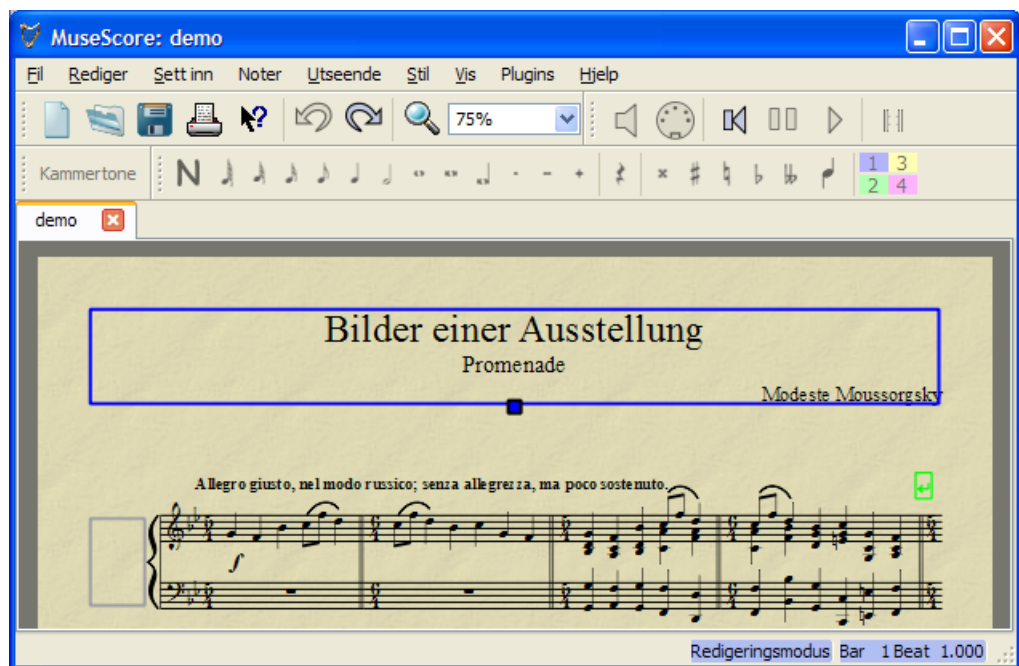 MuseScore: demo
Fil Rediger Sett inn Noter Utseende Stil Vis Plugins Hjelp
75%
Kammertone N 1 3
2 4
demo
Bilder einer Ausstellung
Promenade
Modeste Moussorgsky
Allegro giusto, nel modo russico; senza allegrezza, ma poco sostenuto.
f
Redigeringsmodus Bar 1 Beat 1.000